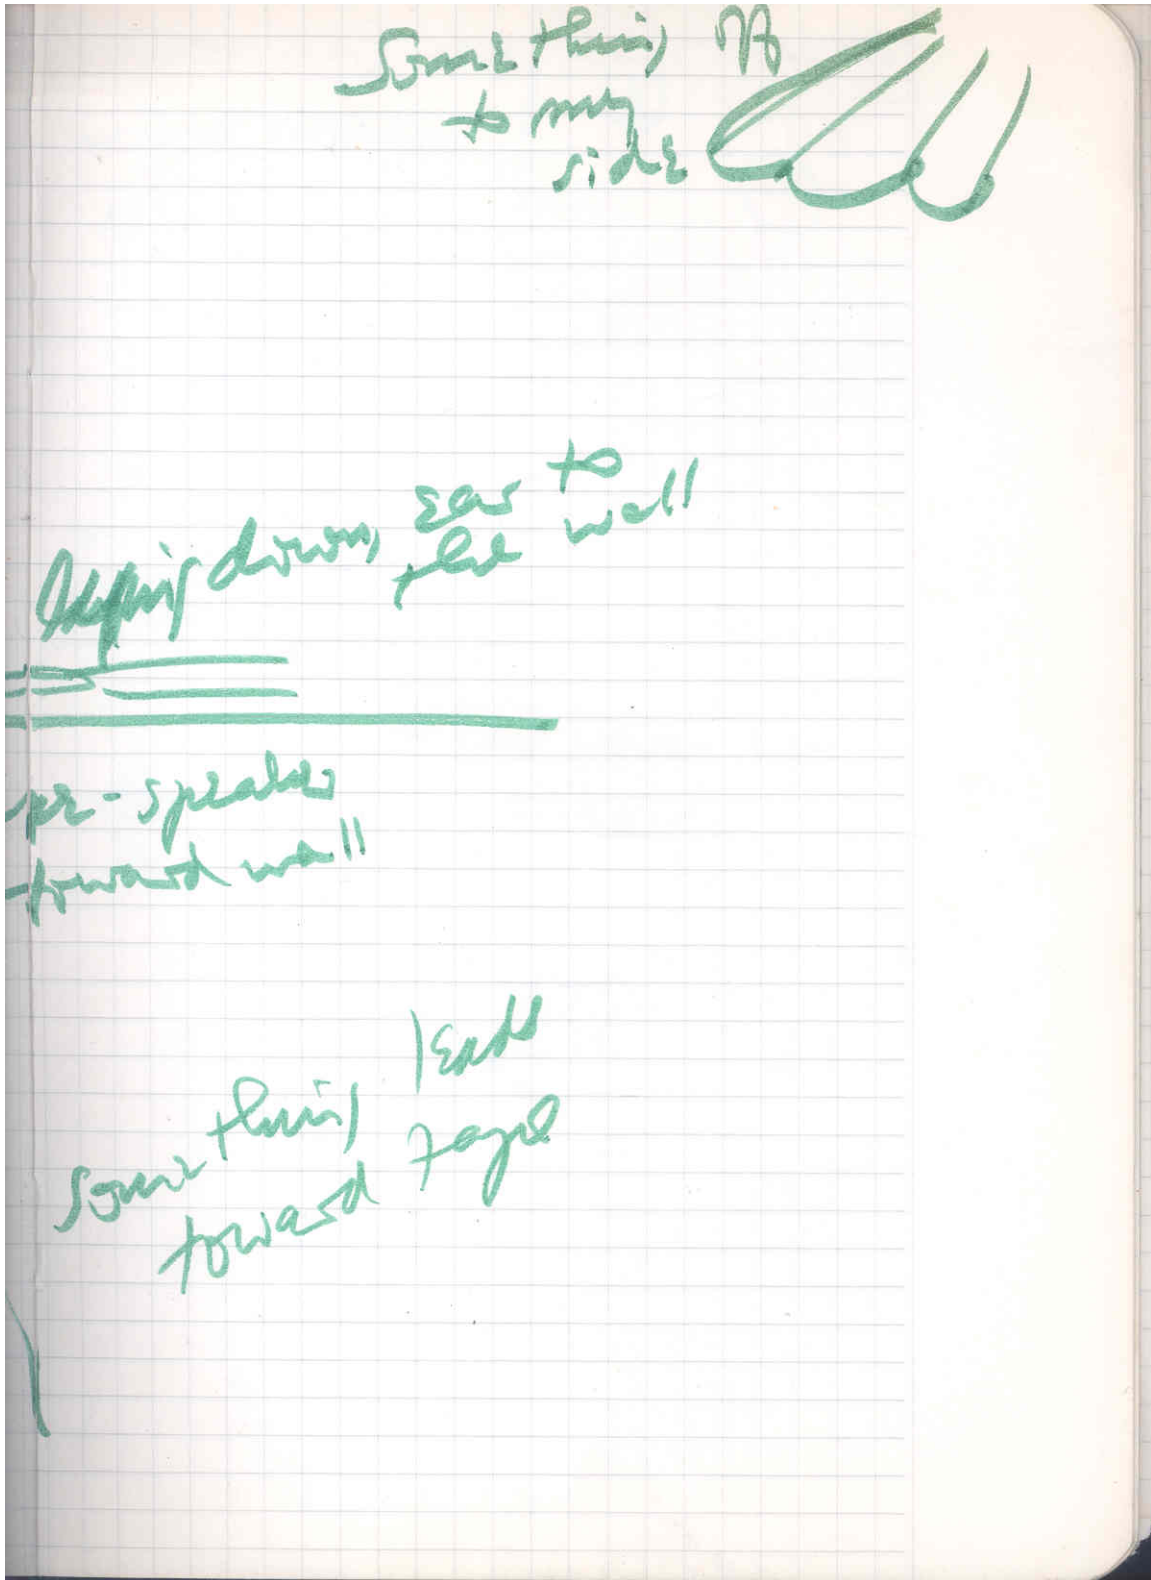 Something off
to my
side
down, ear to
the wall
speaker
toward wall
something leads
toward